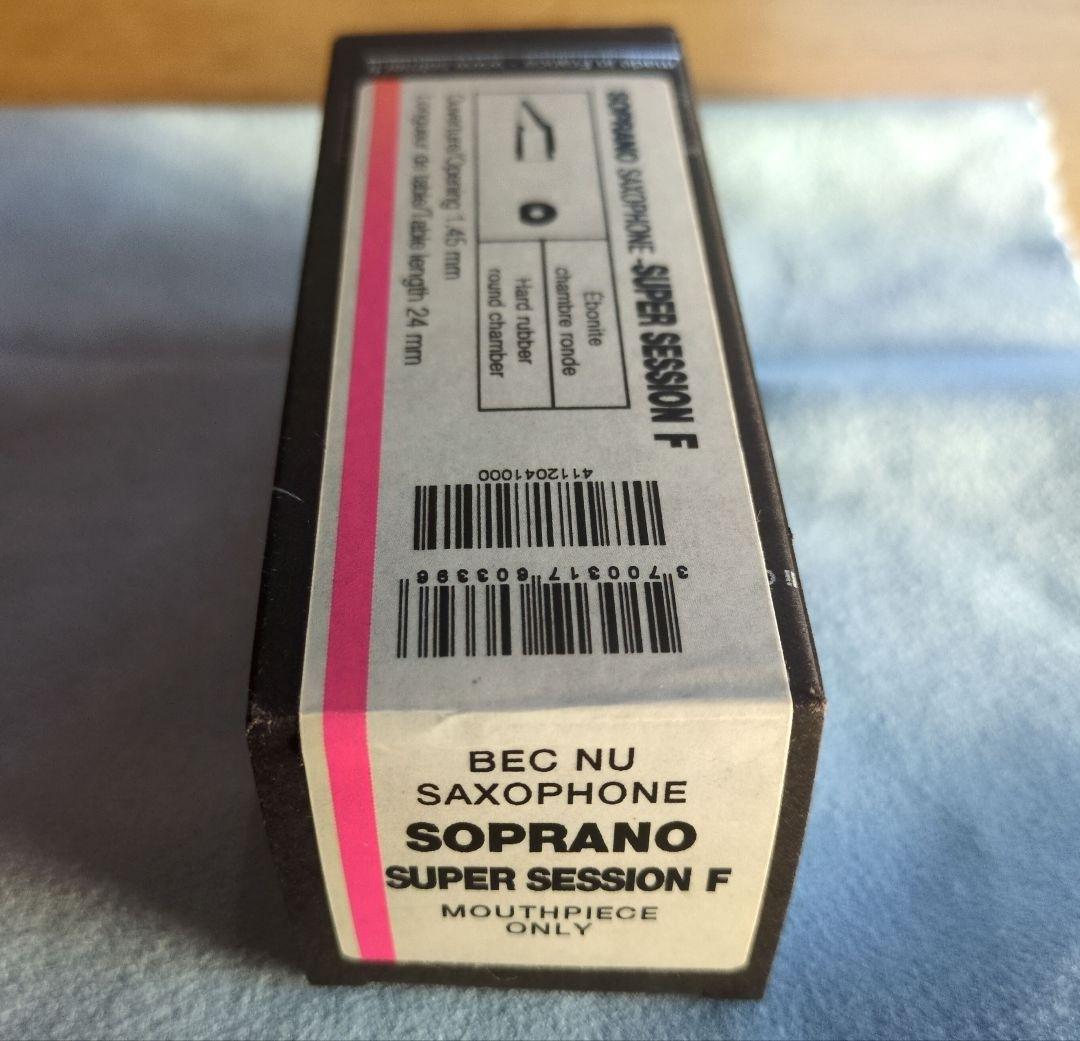 SOPRANO SAXOPHONE - SUPER SESSION F
Ebonite
chambre ronde
Hard rubber
round chamber
Ouverture/Opening 1.45 mm
Longueur de table/Table length 24 mm
4112041000
3 700317 603396
BEC NU
SAXOPHONE
SOPRANO
SUPER SESSION F
MOUTHPIECE
ONLY